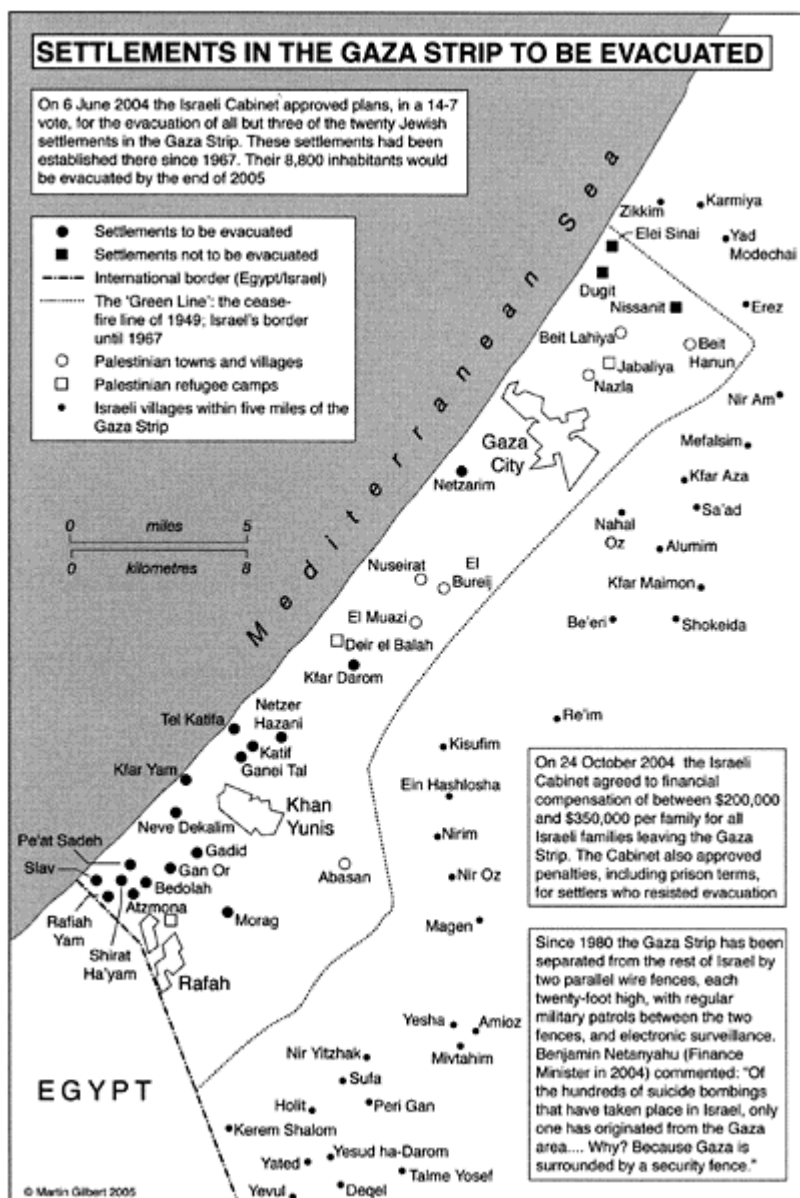 SETTLEMENTS IN THE GAZA STRIP TO BE EVACUATED
On 6 June 2004 the Israeli Cabinet approved plans, in a 14-7
vote, for the evacuation of all but three of the twenty Jewish
settlements in the Gaza Strip. These settlements had been
established there since 1967. Their 8,800 inhabitants would
be evacuated by the end of 2005
Settlements to be evacuated
Settlements not to be evacuated
International border (Egypt/Israel)
The 'Green Line': the cease-
fire line of 1949; Israel's border
until 1967
Palestinian towns and villages
Palestinian refugee camps
Israeli villages within five miles of the
Gaza Strip
0 miles 5
0 kilometres 8
Mediterranean Sea
Zikkim
Karmiya
Elei Sinai
Yad
Modechai
Dugit
Nissanit
Erez
Beit Lahiya
Beit
Hanun
Jabaliya
Nazla
Nir Am
Gaza
City
Mefalsim
Netzarim
Kfar Aza
Sa'ad
Nahal
Oz
Alumim
Nuseirat
El
Bureij
Kfar Maimon
El Muazi
Be'eri
Shokeida
Deir el Balah
Kfar Darom
Netzer
Hazani
Tel Katifa
Re'im
Katif
Kisufim
Ganei Tal
Kfar Yam
Ein Hashlosha
Khan
Yunis
Neve Dekalim
Nirim
Pe'at Sadeh
Gadid
Slav
Gan Or
Abasan
Nir Oz
Bedolah
Atzmona
Rafiah
Yam
Morag
Magen
Shirat
Ha'yam
Rafah
On 24 October 2004 the Israeli
Cabinet agreed to financial
compensation of between $200,000
and $350,000 per family for all
Israeli families leaving the Gaza
Strip. The Cabinet also approved
penalties, including prison terms,
for settlers who resisted evacuation
Since 1980 the Gaza Strip has been
separated from the rest of Israel by
two parallel wire fences, each
twenty-foot high, with regular
military patrols between the two
fences, and electronic surveillance.
Benjamin Netanyahu (Finance
Minister in 2004) commented: "Of
the hundreds of suicide bombings
that have taken place in Israel, only
one has originated from the Gaza
area.... Why? Because Gaza is
surrounded by a security fence."
Yesha
Amioz
Mivtahim
Nir Yitzhak
Sufa
EGYPT
Holit
Peri Gan
Kerem Shalom
Yesud ha-Darom
Yated
Talme Yosef
Yevul
Deqel
© Martin Gilbert 2005